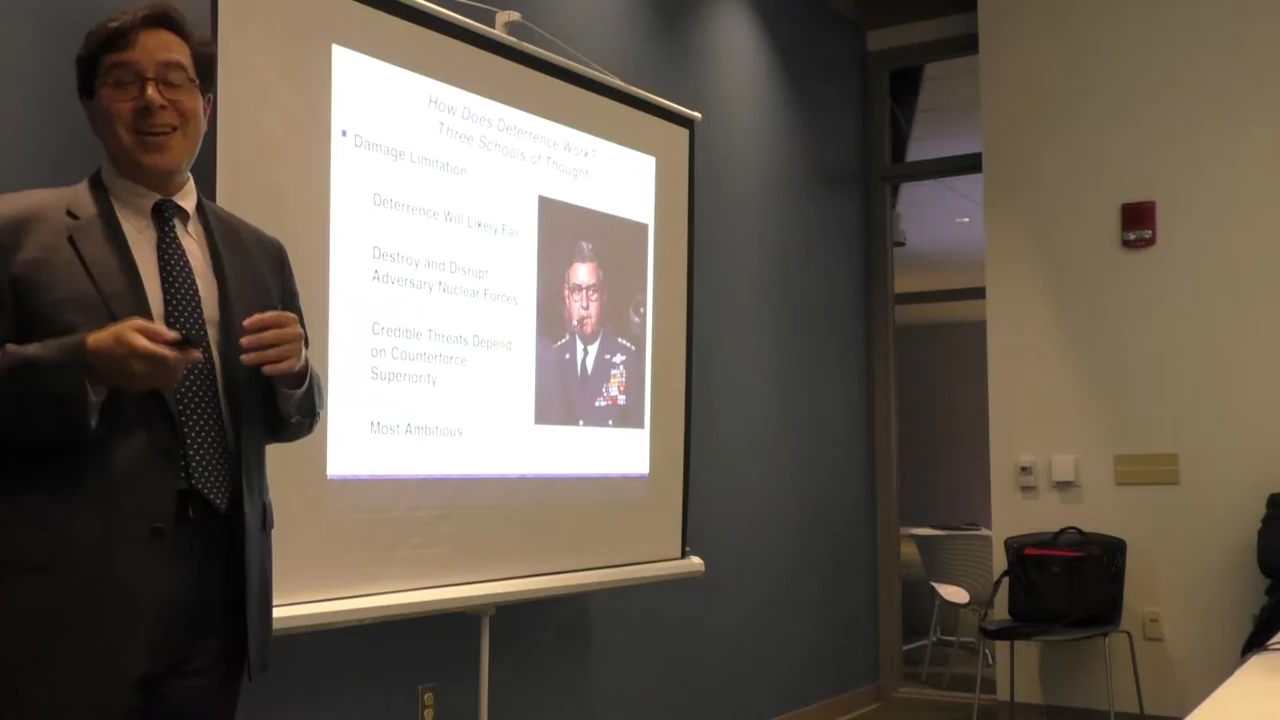 How Does Deterrence Work?
Three Schools of Thought
Damage Limitation
Deterrence Will Likely Fail
Destroy and Disrupt
Adversary Nuclear Forces
Credible Threats Depend
on Counterforce
Superiority
Most Ambitious